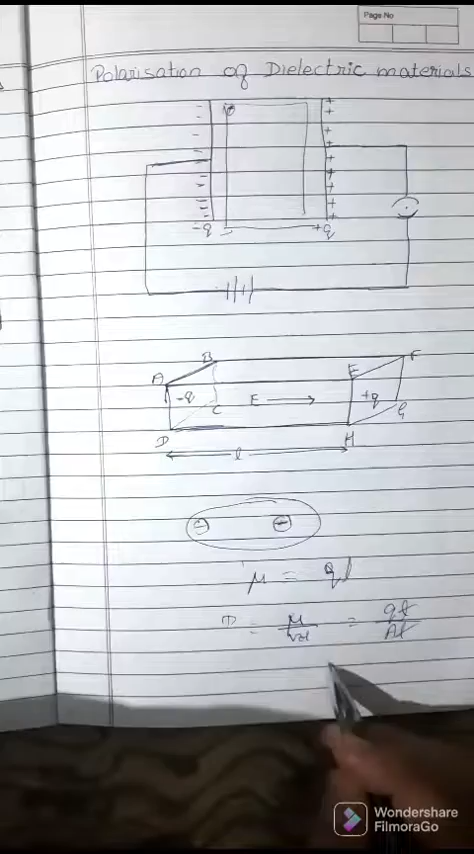 Page No
Polarisation of Dielectric materials
- - - - - - - - -
+ + + + + + + + +
-q +q
A B E F
-q C E → +q G
D H
l
- +
μ = ql
= μ/vol = ql/Al
Wondershare
FilmoraGo